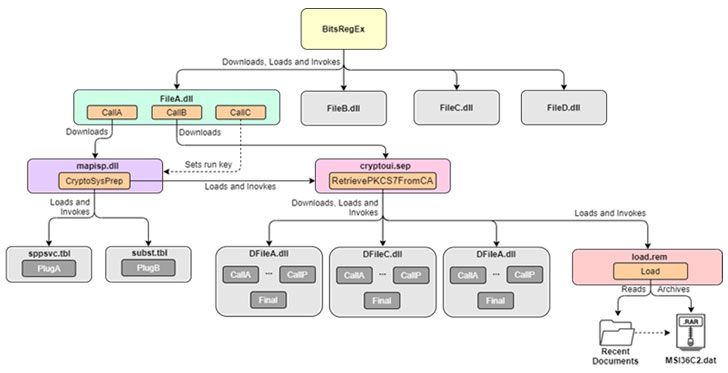 BitsRegEx
Downloads, Loads and Invokes
FileA.dll
CallA
CallB
CallC
FileB.dll
FileC.dll
FileD.dll
Downloads
Downloads
Sets run key
mapisp.dll
CryptoSysPrep
Loads and Inovkes
cryptoui.sep
RetrievePKCS7FromCA
Loads and
Invokes
Downloads, Loads and
Invokes
Loads and Invokes
sppsvc.tbl
PlugA
subst.tbl
PlugB
DFileA.dll
CallA
...
CallP
Final
DFileC.dll
CallA
...
CallP
Final
DFileA.dll
CallA
...
CallP
Final
load.rem
Load
Reads
Archives
.RAR
Recent
Documents
MSI36C2.dat